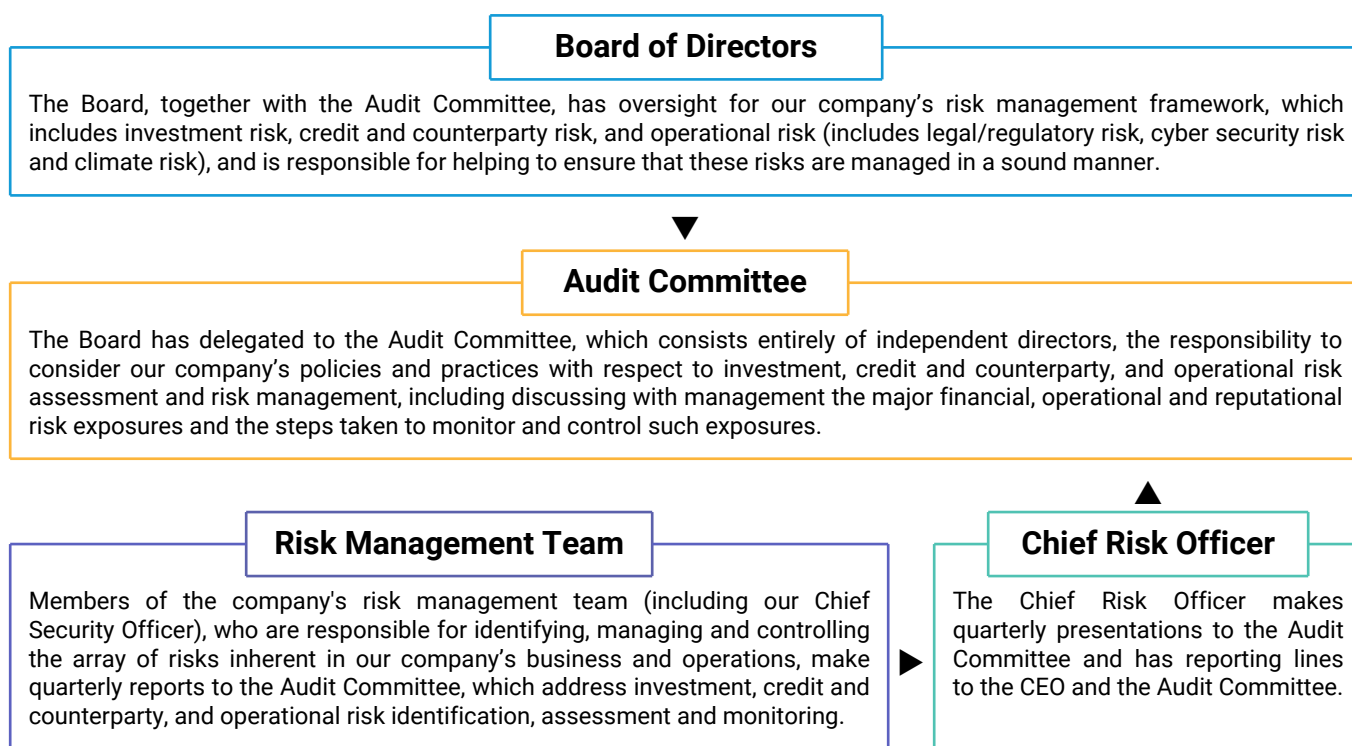 Board of Directors
The Board, together with the Audit Committee, has oversight for our company’s risk management framework, which
includes investment risk, credit and counterparty risk, and operational risk (includes legal/regulatory risk, cyber security risk
and climate risk), and is responsible for helping to ensure that these risks are managed in a sound manner.
Audit Committee
The Board has delegated to the Audit Committee, which consists entirely of independent directors, the responsibility to
consider our company’s policies and practices with respect to investment, credit and counterparty, and operational risk
assessment and risk management, including discussing with management the major financial, operational and reputational
risk exposures and the steps taken to monitor and control such exposures.
Risk Management Team
Members of the company's risk management team (including our Chief
Security Officer), who are responsible for identifying, managing and controlling
the array of risks inherent in our company’s business and operations, make
quarterly reports to the Audit Committee, which address investment, credit and
counterparty, and operational risk identification, assessment and monitoring.
Chief Risk Officer
The Chief Risk Officer makes
quarterly presentations to the Audit
Committee and has reporting lines
to the CEO and the Audit Committee.